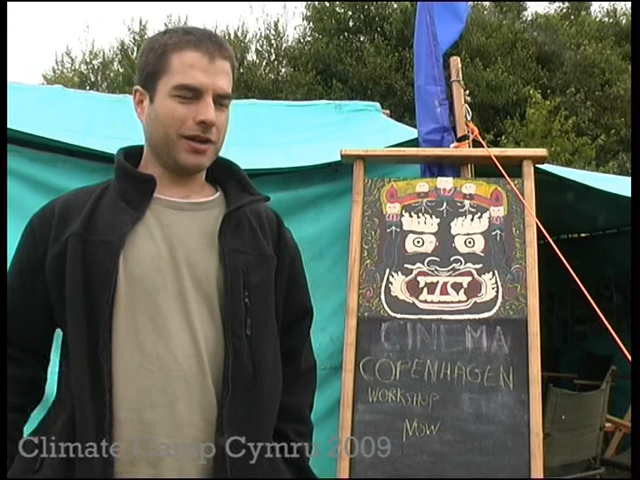 CINEMA
COPENHAGEN
WORKSHOP
NOW
Climate Camp Cymru 2009